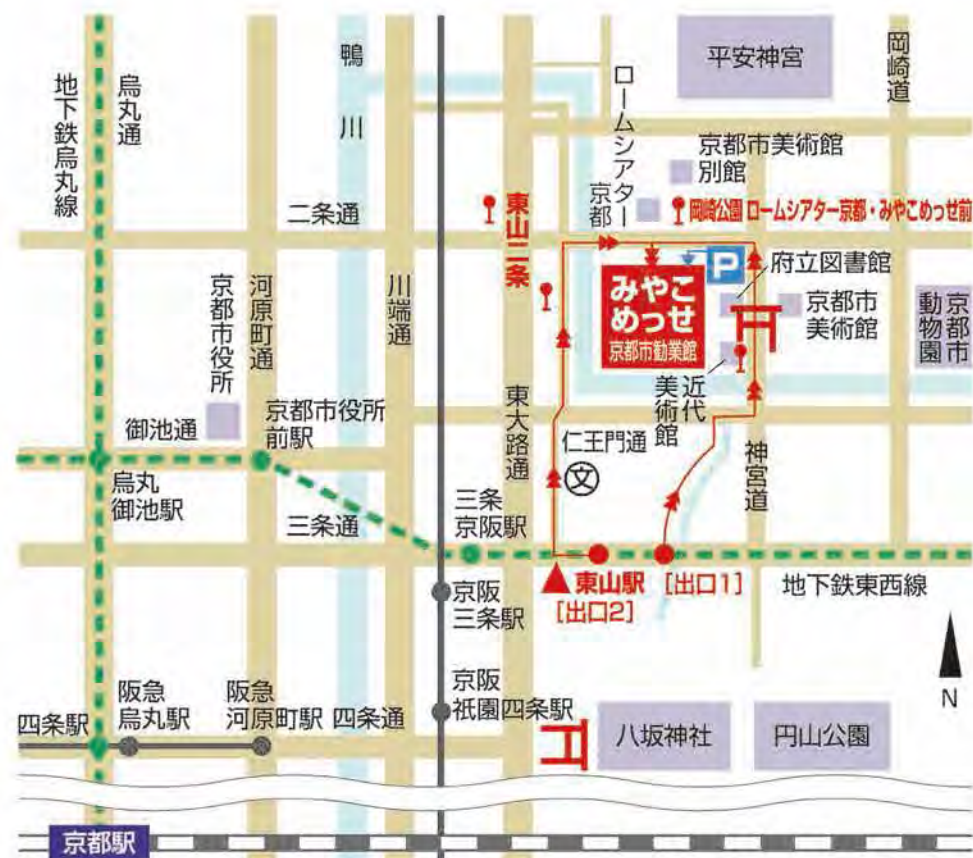 平安神宮
岡崎道
鴨川
烏丸通
地下鉄烏丸線
ロームシアター
京都
京都市美術館
別館
岡崎公園 ロームシアター京都・みやこめっせ前
東山二条
二条通
P
府立図書館
みやこ
めっせ
京都市勧業館
京都市
美術館
京都市
動物園
河原町通
京都市役所
川端通
東大路通
近代
美術館
神宮道
京都市役所
前駅
御池通
仁王門通
文
烏丸
御池駅
三条通
三条
京阪駅
東山駅
[出口1]
[出口2]
地下鉄東西線
京阪
三条駅
N
京阪
祇園四条駅
四条駅
阪急
烏丸駅
阪急
河原町駅
四条通
八坂神社
円山公園
京都駅